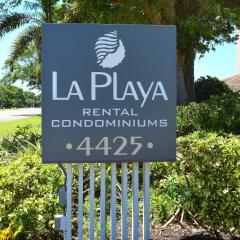 LA PLAYA
RENTAL
CONDOMINIUMS
• 4425 •